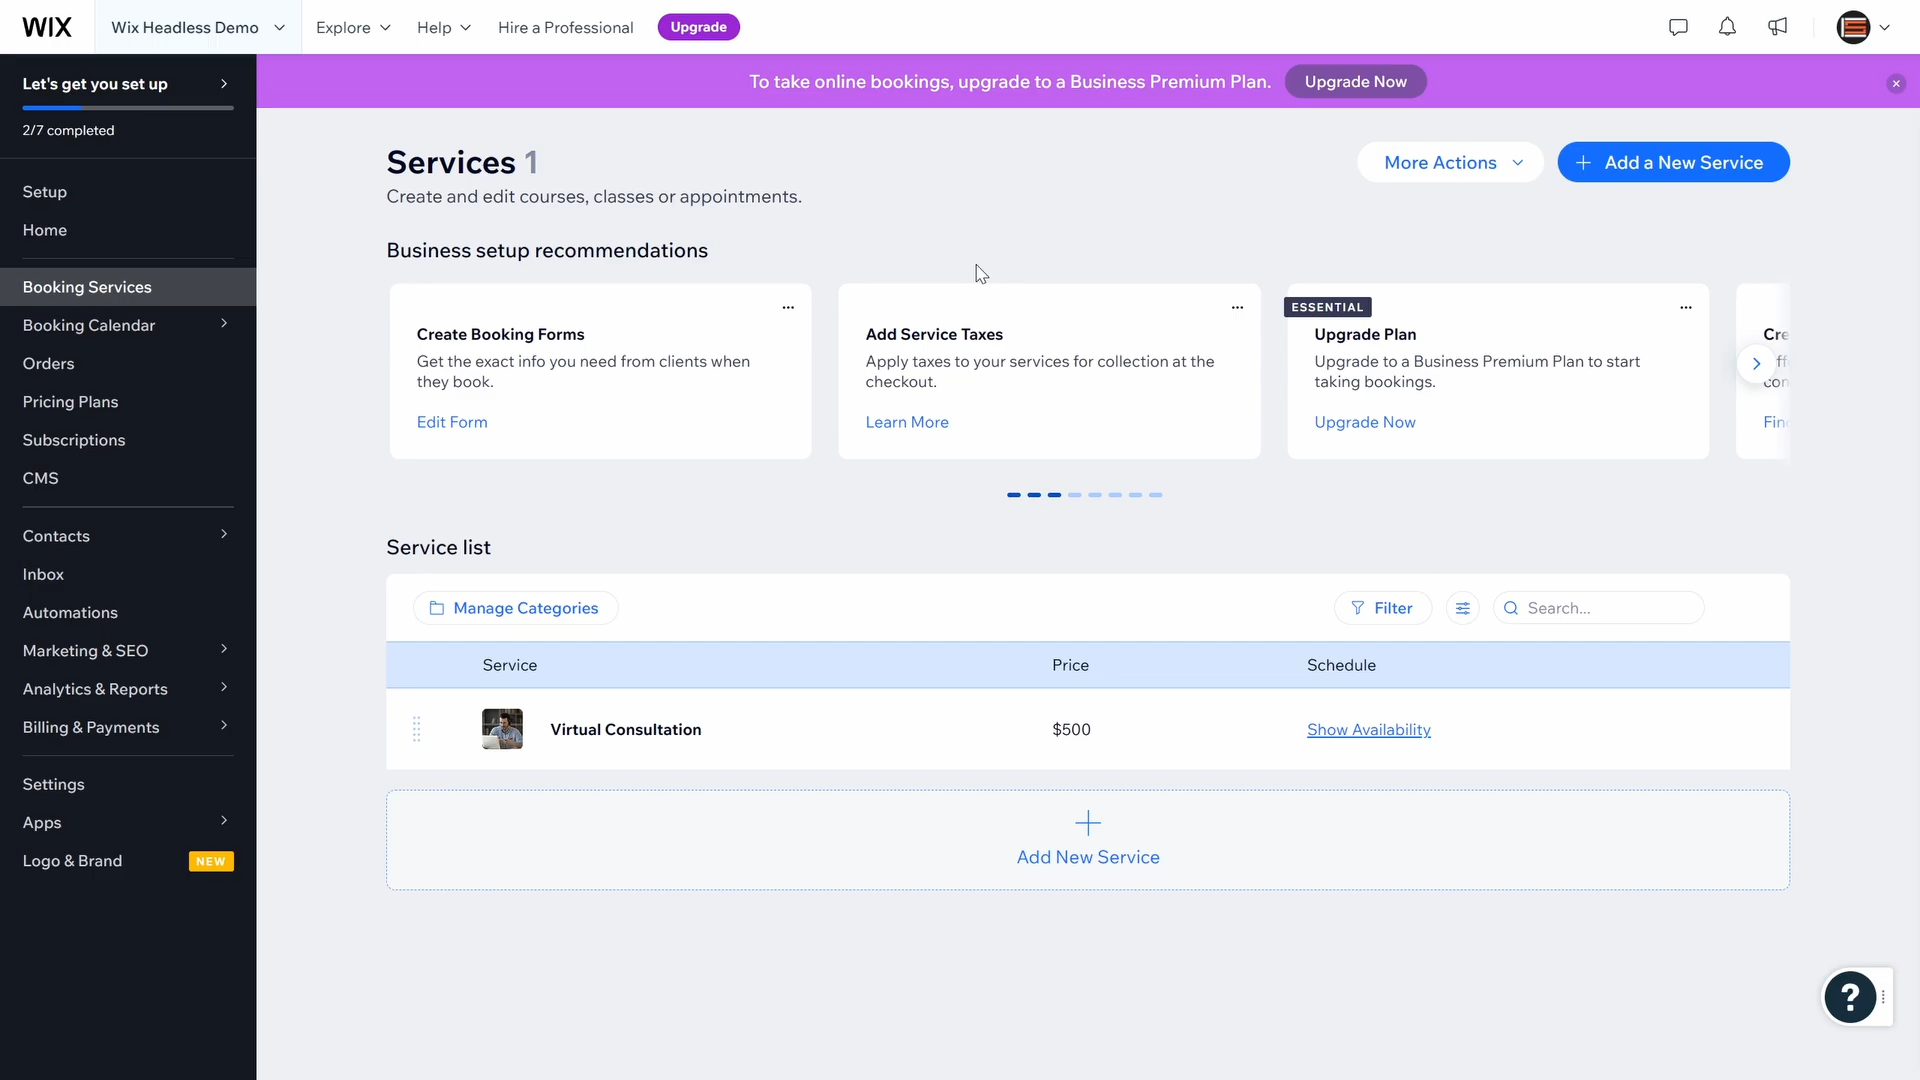 WIX
Wix Headless Demo
Explore
Help
Hire a Professional
Upgrade
Let's get you set up
2/7 completed
Setup
Home
Booking Services
Booking Calendar
Orders
Pricing Plans
Subscriptions
CMS
Contacts
Inbox
Automations
Marketing & SEO
Analytics & Reports
Billing & Payments
Settings
Apps
Logo & Brand
NEW
To take online bookings, upgrade to a Business Premium Plan.
Upgrade Now
Services 1
Create and edit courses, classes or appointments.
More Actions
Add a New Service
Business setup recommendations
Create Booking Forms
Get the exact info you need from clients when
they book.
Edit Form
Add Service Taxes
Apply taxes to your services for collection at the
checkout.
Learn More
ESSENTIAL
Upgrade Plan
Upgrade to a Business Premium Plan to start
taking bookings.
Upgrade Now
Service list
Manage Categories
Filter
Search...
Service
Price
Schedule
Virtual Consultation
$500
Show Availability
Add New Service
?